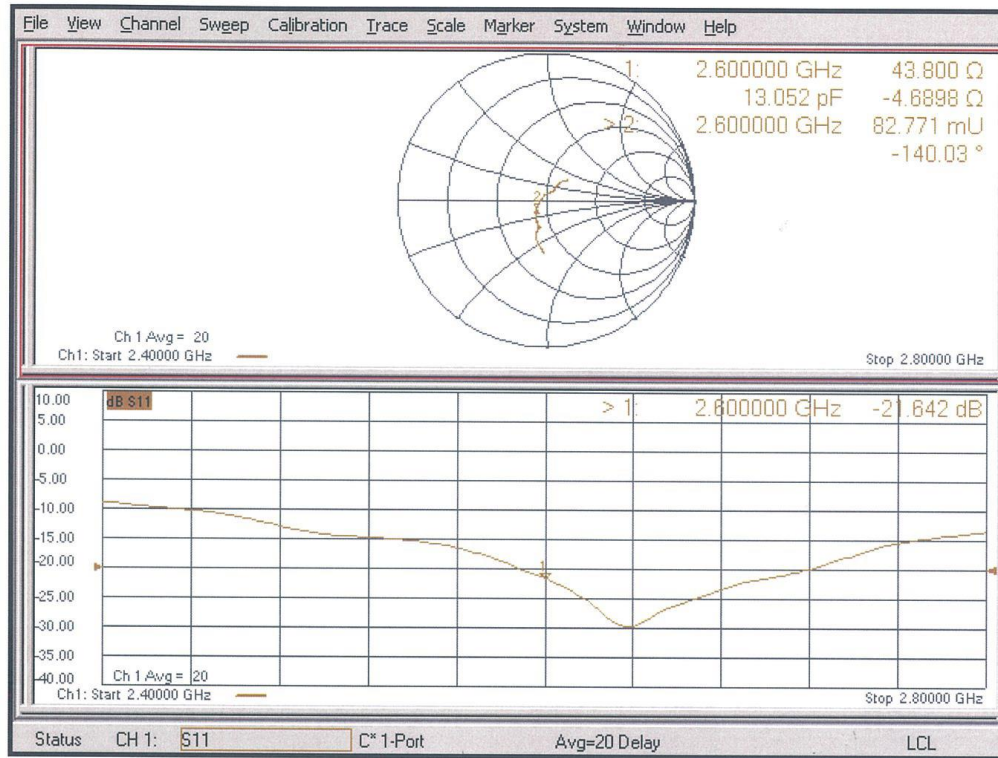 File View Channel Sweep Calibration Trace Scale Marker System Window Help
1: 2.600000 GHz 43.800 Ω
13.052 pF -4.6898 Ω
> 2: 2.600000 GHz 82.771 mU
-140.03 °
2
Ch 1 Avg = 20
Ch1: Start 2.40000 GHz
Stop 2.80000 GHz
10.00 dB S11 > 1: 2.600000 GHz -21.642 dB
5.00
0.00
-5.00
-10.00
-15.00
-20.00 1
-25.00
-30.00
-35.00
-40.00 Ch 1 Avg = 20
Ch1: Start 2.40000 GHz
Stop 2.80000 GHz
Status CH 1: S11 C* 1-Port Avg=20 Delay LCL